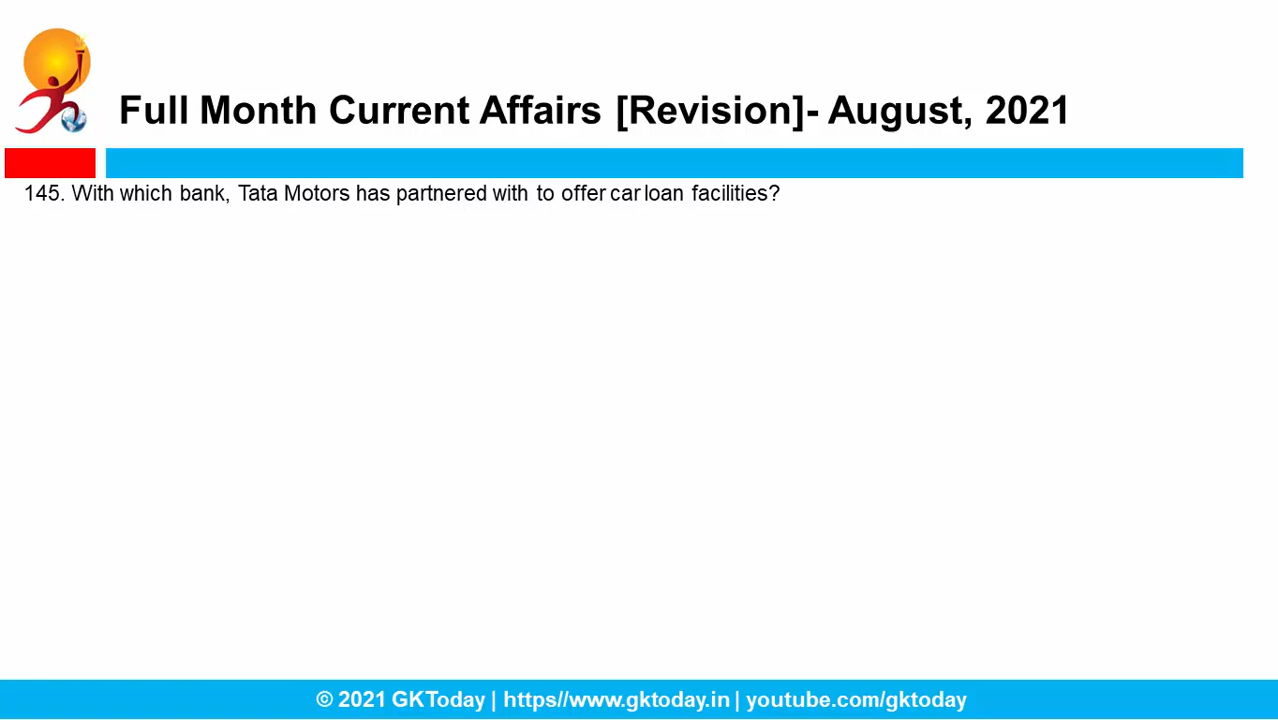 Full Month Current Affairs [Revision]- August, 2021
145. With which bank, Tata Motors has partnered with to offer car loan facilities?
© 2021 GKToday | https//www.gktoday.in | youtube.com/gktoday